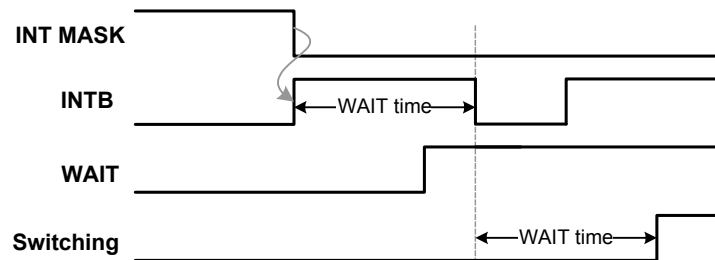 INT MASK
INTB
WAIT time
WAIT
WAIT time
Switching